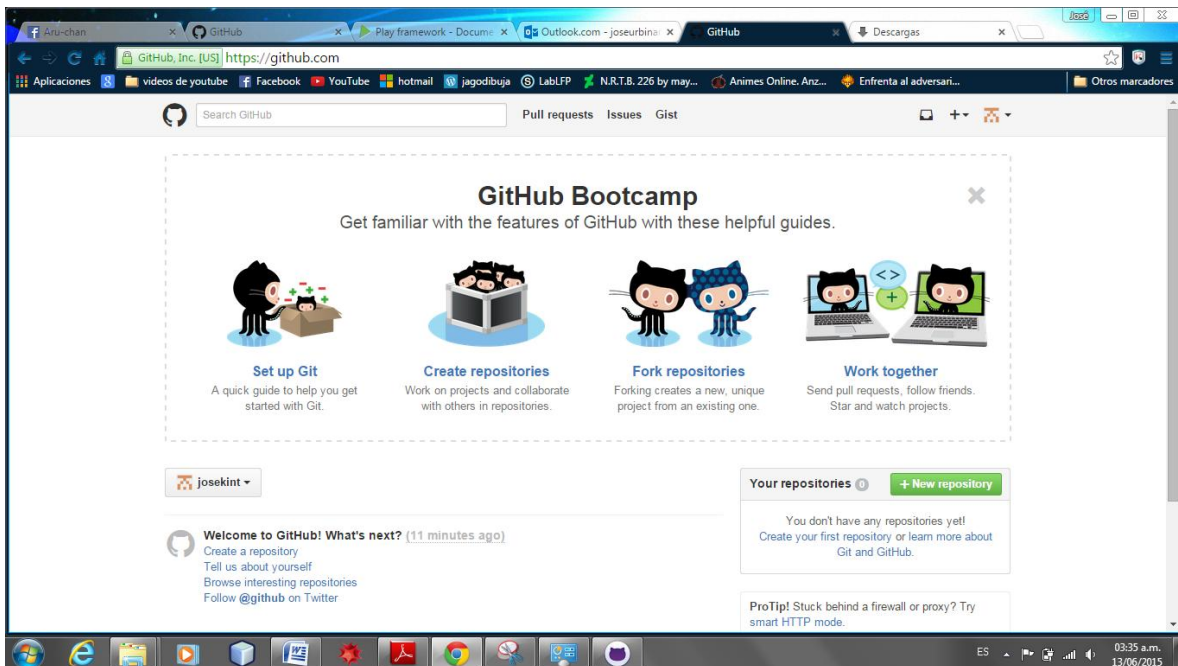 José
Aru-chan
GitHub
Play framework - Docume
Outlook.com - joseurbina
GitHub
Descargas
GitHub, Inc. [US] https://github.com
Aplicaciones videos de youtube Facebook YouTube hotmail jagodibuja LabLFP N.R.T.B. 226 by may... Animes Online. Anz... Enfrenta al adversari... Otros marcadores
Search GitHub Pull requests Issues Gist
GitHub Bootcamp
Get familiar with the features of GitHub with these helpful guides.
Set up Git
A quick guide to help you get
started with Git.
Create repositories
Work on projects and collaborate
with others in repositories.
Fork repositories
Forking creates a new, unique
project from an existing one.
Work together
Send pull requests, follow friends.
Star and watch projects.
josekint
Welcome to GitHub! What's next? (11 minutes ago)
Create a repository
Tell us about yourself
Browse interesting repositories
Follow @github on Twitter
Your repositories 0 + New repository
You don't have any repositories yet!
Create your first repository or learn more about
Git and GitHub.
ProTip! Stuck behind a firewall or proxy? Try
smart HTTP mode.
ES 03:35 a.m.
13/06/2015